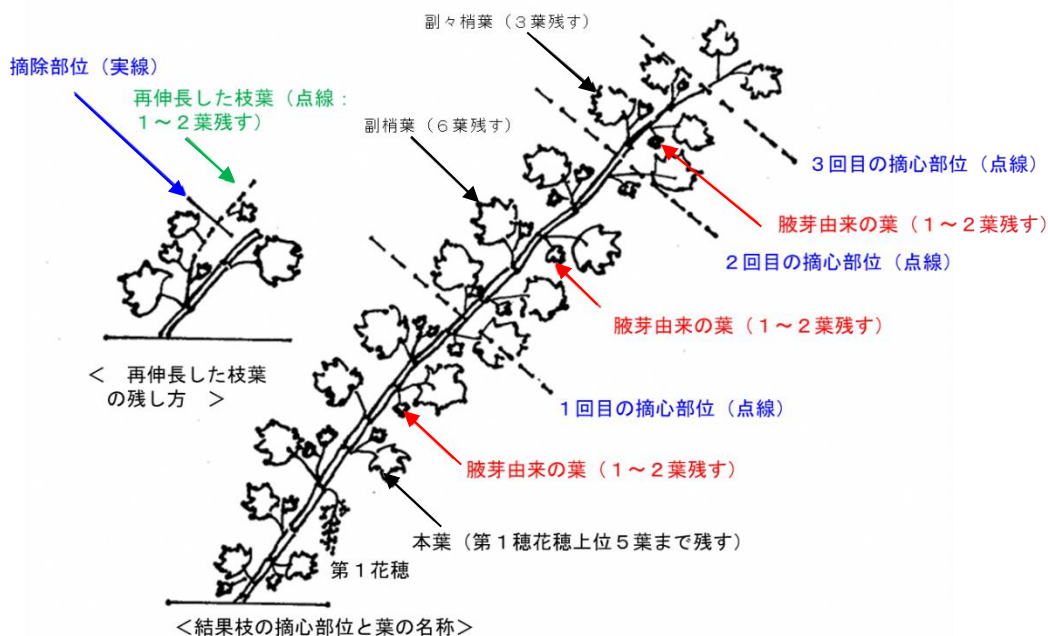 副々梢葉（３葉残す）
摘除部位（実線）
再伸長した枝葉（点線：
１～２葉残す）
副梢葉（６葉残す）
３回目の摘心部位（点線）
腋芽由来の葉（１～２葉残す）
２回目の摘心部位（点線）
腋芽由来の葉（１～２葉残す）
＜　再伸長した枝葉
の残し方　＞
１回目の摘心部位（点線）
腋芽由来の葉（１～２葉残す）
本葉（第１穂花穂上位５葉まで残す）
第１花穂
＜結果枝の摘心部位と葉の名称＞